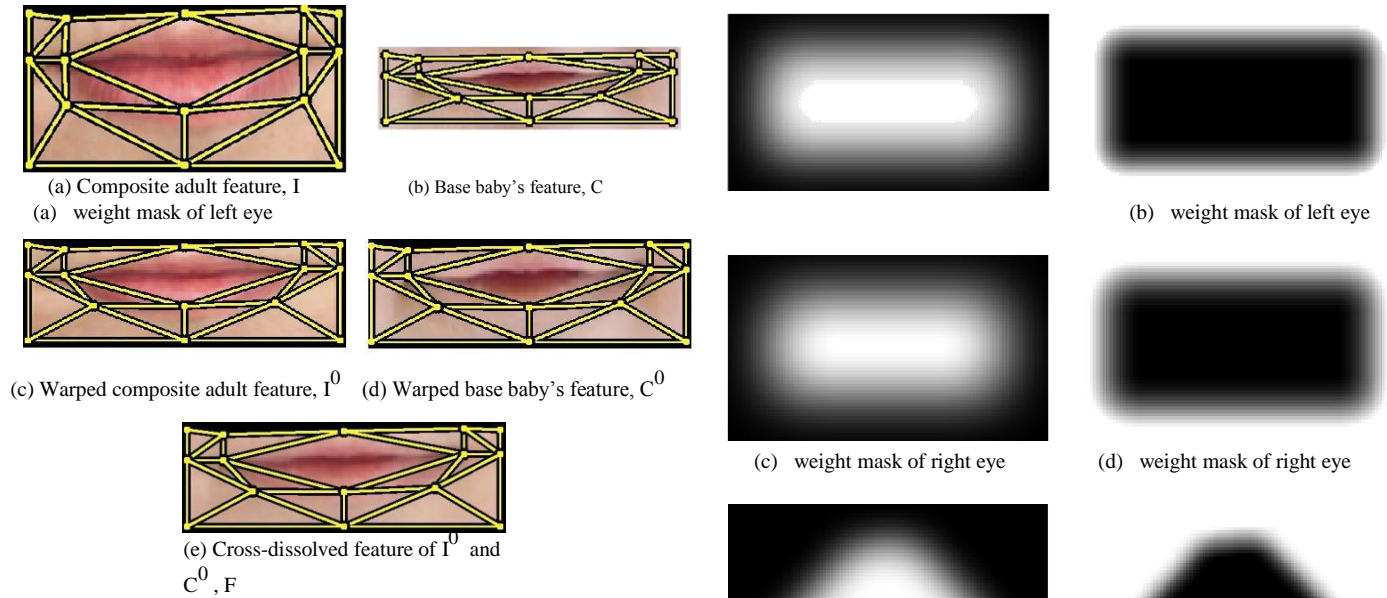 (a) Composite adult feature, I
(b) Base baby's feature, C
(a) weight mask of left eye
(b) weight mask of left eye
(c) Warped composite adult feature, I0
(d) Warped base baby's feature, C0
(c) weight mask of right eye
(d) weight mask of right eye
(e) Cross-dissolved feature of I0 and
C0 , F